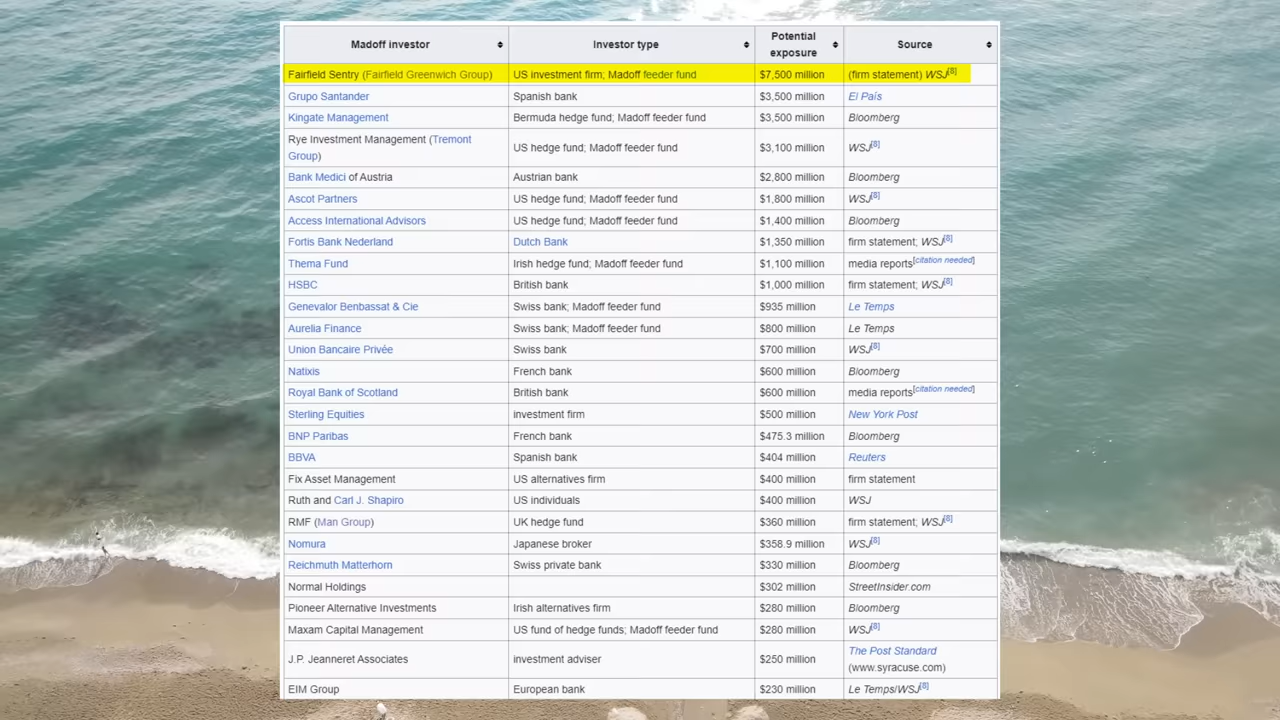 Madoff investor Investor type Potential exposure Source
Fairfield Sentry (Fairfield Greenwich Group) US investment firm; Madoff feeder fund $7,500 million (firm statement) WSJ[8]
Grupo Santander Spanish bank $3,500 million El País
Kingate Management Bermuda hedge fund; Madoff feeder fund $3,500 million Bloomberg
Rye Investment Management (Tremont Group) US hedge fund; Madoff feeder fund $3,100 million WSJ[8]
Bank Medici of Austria Austrian bank $2,800 million Bloomberg
Ascot Partners US hedge fund; Madoff feeder fund $1,800 million WSJ[8]
Access International Advisors US hedge fund; Madoff feeder fund $1,400 million Bloomberg
Fortis Bank Nederland Dutch Bank $1,350 million firm statement; WSJ[8]
Thema Fund Irish hedge fund; Madoff feeder fund $1,100 million media reports[citation needed]
HSBC British bank $1,000 million firm statement; WSJ[8]
Genevalor Benbassat & Cie Swiss bank; Madoff feeder fund $935 million Le Temps
Aurelia Finance Swiss bank; Madoff feeder fund $800 million Le Temps
Union Bancaire Privée Swiss bank $700 million WSJ[8]
Natixis French bank $600 million Bloomberg
Royal Bank of Scotland British bank $600 million media reports[citation needed]
Sterling Equities investment firm $500 million New York Post
BNP Paribas French bank $475.3 million Bloomberg
BBVA Spanish bank $404 million Reuters
Fix Asset Management US alternatives firm $400 million firm statement
Ruth and Carl J. Shapiro US individuals $400 million WSJ
RMF (Man Group) UK hedge fund $360 million firm statement; WSJ[8]
Nomura Japanese broker $358.9 million WSJ[8]
Reichmuth Matterhorn Swiss private bank $330 million Bloomberg
Normal Holdings $302 million StreetInsider.com
Pioneer Alternative Investments Irish alternatives firm $280 million Bloomberg
Maxam Capital Management US fund of hedge funds; Madoff feeder fund $280 million WSJ[8]
J.P. Jeanneret Associates investment adviser $250 million The Post Standard (www.syracuse.com)
EIM Group European bank $230 million Le Temps/WSJ[8]